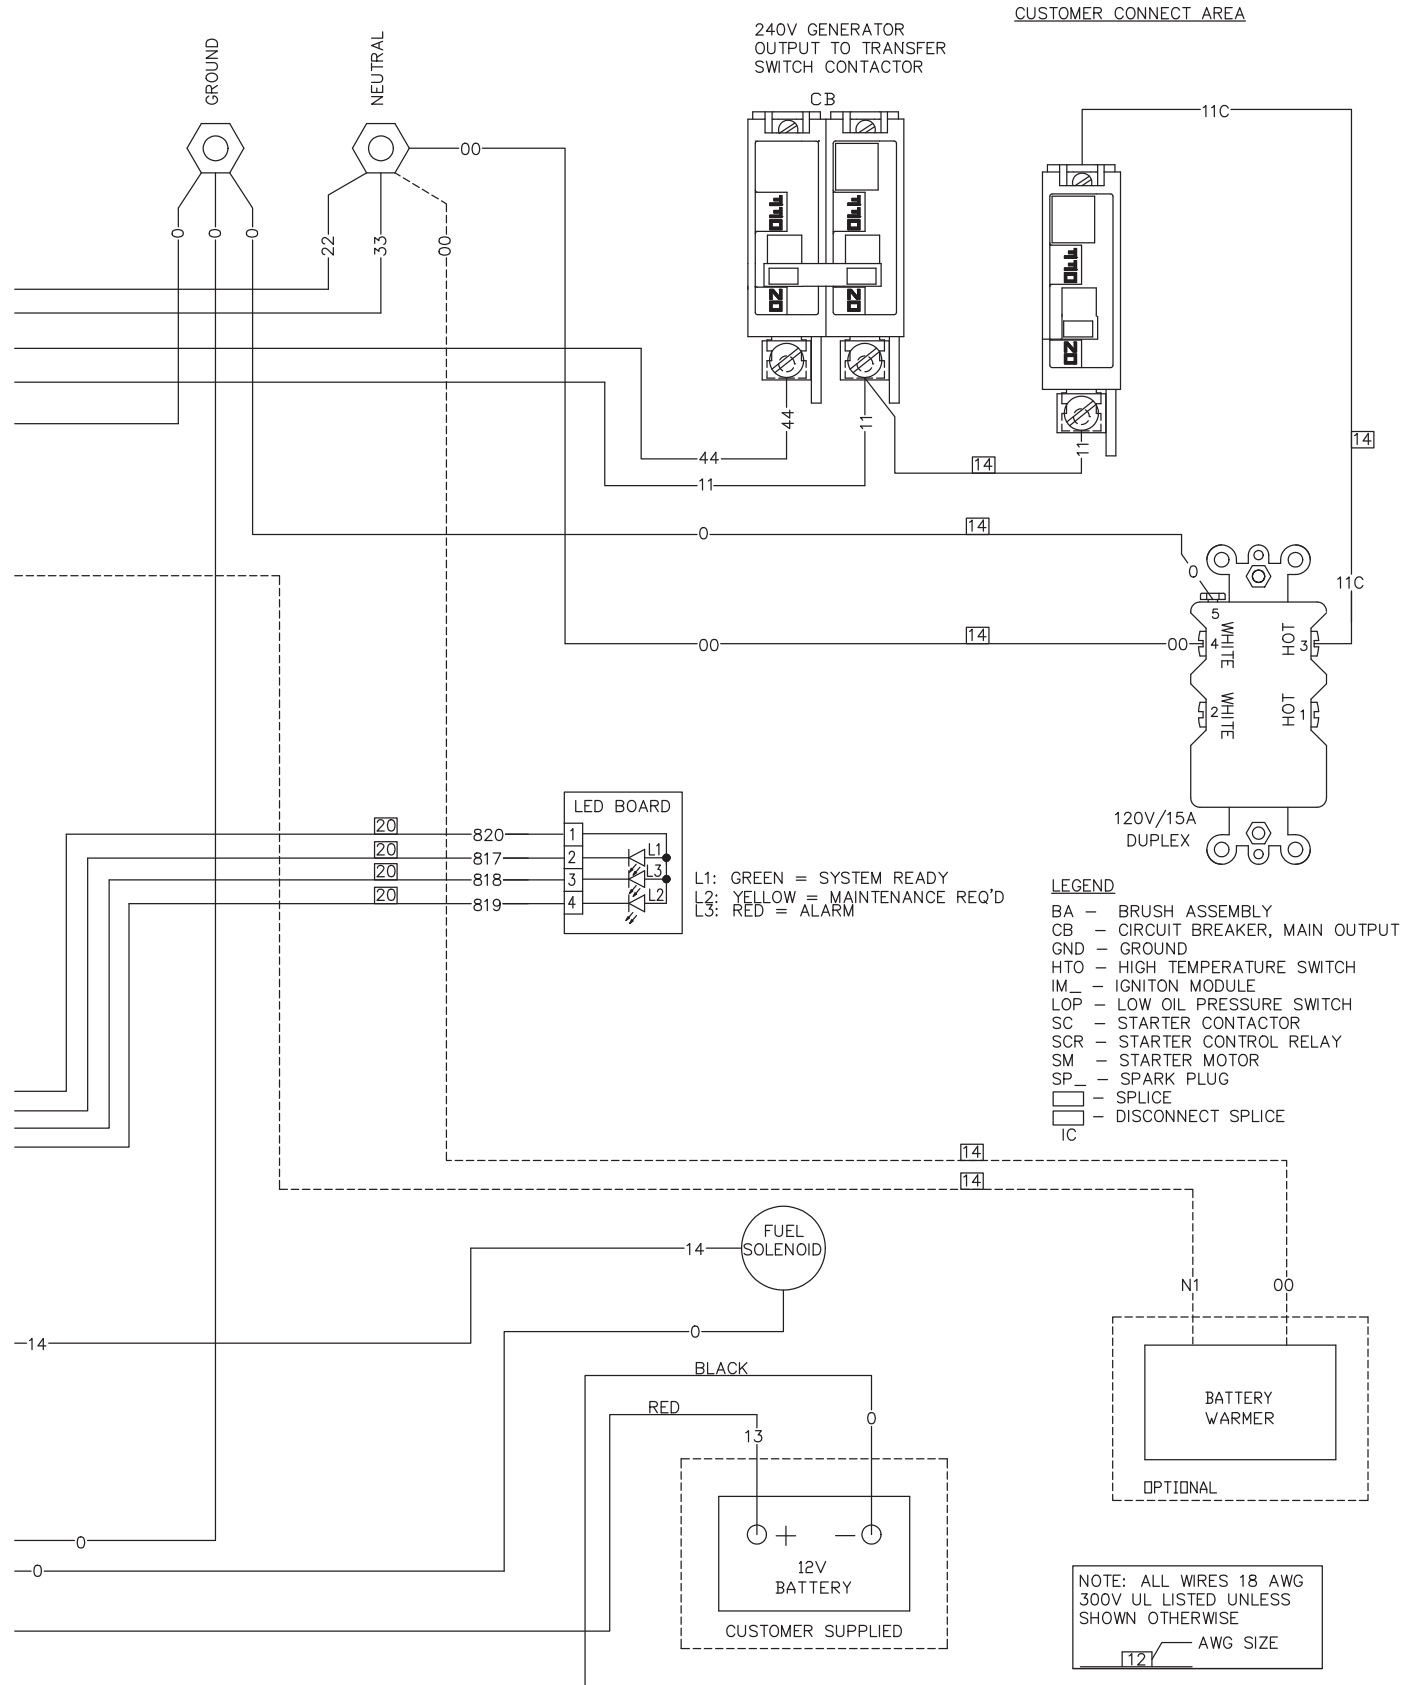 CUSTOMER CONNECT AREA
240V GENERATOR
OUTPUT TO TRANSFER
SWITCH CONTACTOR
GROUND
NEUTRAL
CB
11C
00
0
0
0
22
33
00
OFF
OFF
OFF
ON
ON
ON
44
11
11
14
14
44
11
14
0
14
0
11C
00
14
00
5
4
WHITE
HOT
3
2
WHITE
HOT
1
120V/15A
DUPLEX
LED BOARD
20
820
1
20
817
2
L1
20
818
3
L3
20
819
4
L2
L1: GREEN = SYSTEM READY
L2: YELLOW = MAINTENANCE REQ'D
L3: RED = ALARM
LEGEND
BA – BRUSH ASSEMBLY
CB – CIRCUIT BREAKER, MAIN OUTPUT
GND – GROUND
HTO – HIGH TEMPERATURE SWITCH
IM_ – IGNITON MODULE
LOP – LOW OIL PRESSURE SWITCH
SC – STARTER CONTACTOR
SCR – STARTER CONTROL RELAY
SM – STARTER MOTOR
SP_ – SPARK PLUG
– SPLICE
– DISCONNECT SPLICE
IC
14
14
FUEL
SOLENOID
14
N1
00
0
14
BLACK
RED
0
13
BATTERY
WARMER
OPTIONAL
+ –
12V
BATTERY
CUSTOMER SUPPLIED
0
0
NOTE: ALL WIRES 18 AWG
300V UL LISTED UNLESS
SHOWN OTHERWISE
AWG SIZE
12